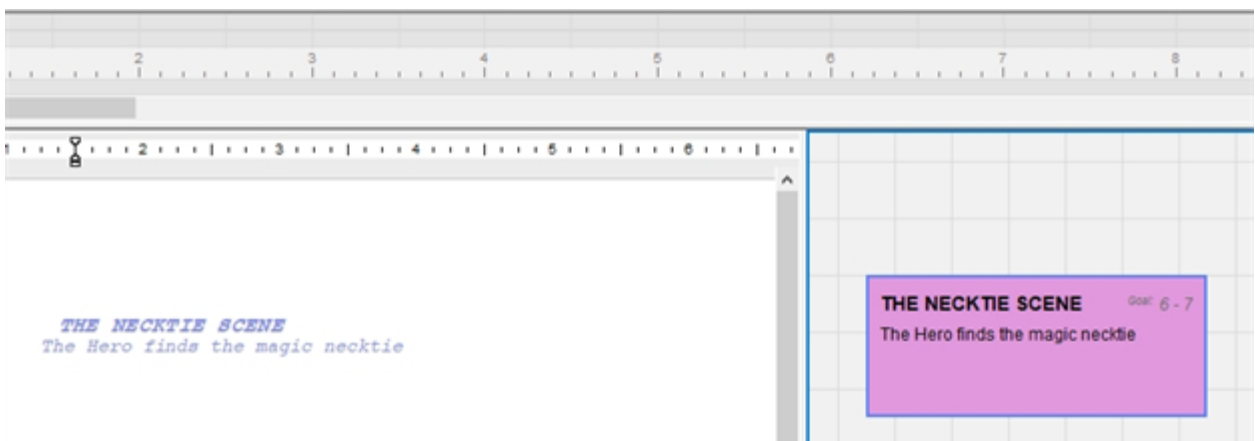 2 3 4 5 6 7 8
1 2 3 4 5 6
THE NECKTIE SCENE
The Hero finds the magic necktie
THE NECKTIE SCENE Goal: 6 - 7
The Hero finds the magic necktie